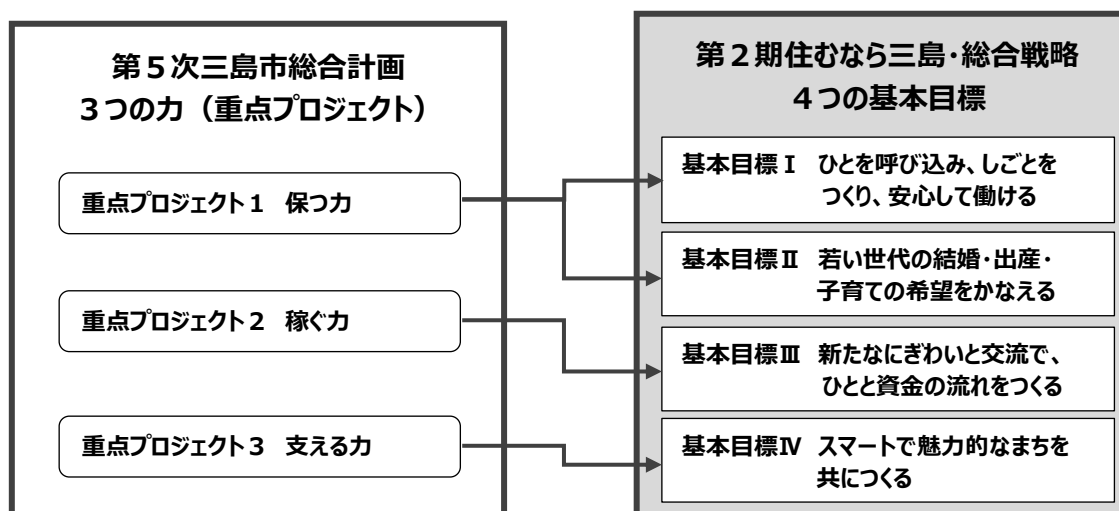 第５次三島市総合計画
３つの力（重点プロジェクト）
重点プロジェクト１　保つ力
重点プロジェクト２　稼ぐ力
重点プロジェクト３　支える力
第２期住むなら三島・総合戦略
４つの基本目標
基本目標Ⅰ　ひとを呼び込み、しごとを
つくり、安心して働ける
基本目標Ⅱ　若い世代の結婚・出産・
子育ての希望をかなえる
基本目標Ⅲ　新たなにぎわいと交流で、
ひとと資金の流れをつくる
基本目標Ⅳ　スマートで魅力的なまちを
共につくる